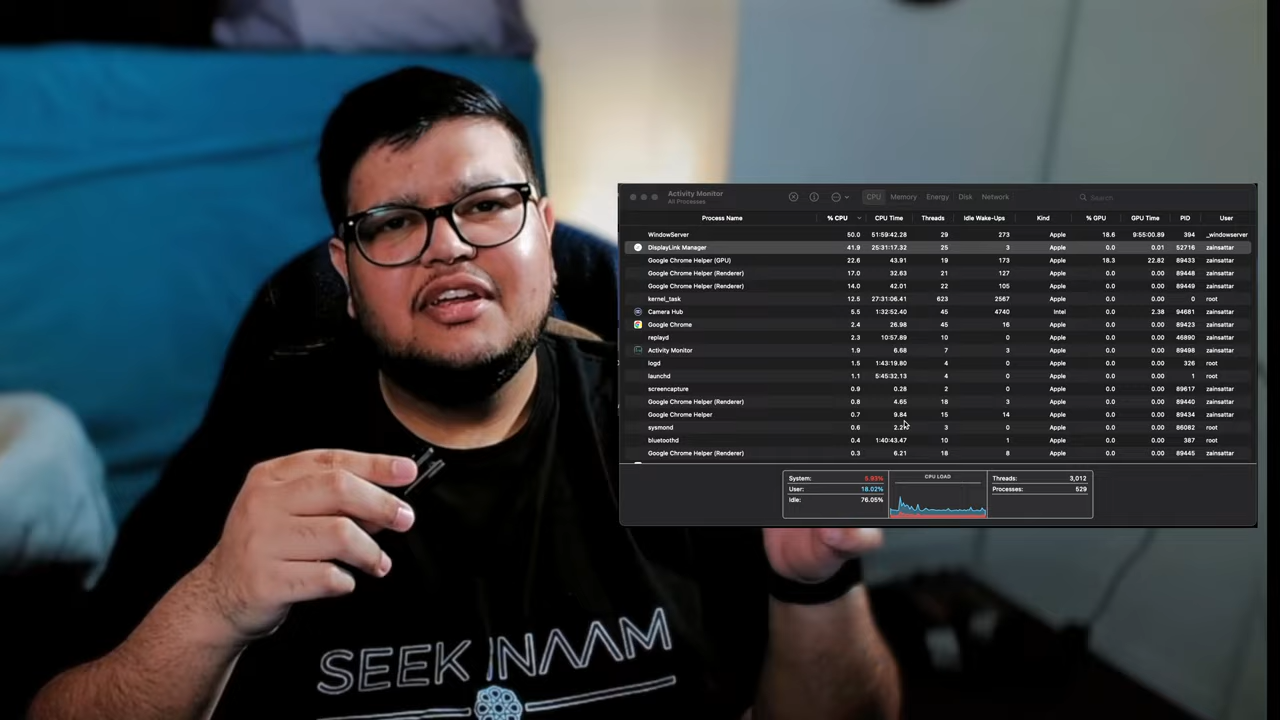 Activity Monitor
All Processes
CPU Memory Energy Disk Network Search
Process Name % CPU CPU Time Threads Idle Wake-Ups Kind % GPU GPU Time PID User
WindowServer 50.0 51:59:42.28 29 273 Apple 18.6 9:55:00.89 394 _windowserver
DisplayLink Manager 41.9 25:31:17.32 25 3 Apple 0.0 0.01 52716 zainsattar
Google Chrome Helper (GPU) 22.6 43.91 19 173 Apple 18.3 22.82 89433 zainsattar
Google Chrome Helper (Renderer) 17.0 32.63 21 127 Apple 0.0 0.00 89448 zainsattar
Google Chrome Helper (Renderer) 14.0 42.01 22 105 Apple 0.0 0.00 89449 zainsattar
kernel_task 12.5 27:31:06.41 623 2567 Apple 0.0 0.00 0 root
Camera Hub 5.5 1:32:52.40 45 4740 Intel 0.0 2.38 94681 zainsattar
Google Chrome 2.4 26.98 45 16 Apple 0.0 0.00 89423 zainsattar
replayd 2.3 10:57.89 10 0 Apple 0.0 0.00 46890 zainsattar
Activity Monitor 1.9 6.68 7 3 Apple 0.0 0.00 89498 zainsattar
logd 1.5 1:43:19.80 4 0 Apple 0.0 0.00 326 root
launchd 1.1 5:45:32.13 4 0 Apple 0.0 0.00 1 root
screencapture 0.9 0.28 2 0 Apple 0.0 0.00 89617 zainsattar
Google Chrome Helper (Renderer) 0.8 4.65 18 3 Apple 0.0 0.00 89440 zainsattar
Google Chrome Helper 0.7 9.84 15 14 Apple 0.0 0.00 89434 zainsattar
sysmond 0.6 3 0 Apple 0.0 0.00 86082 root
bluetoothd 0.4 1:40:43.47 10 1 Apple 0.0 0.00 387 root
Google Chrome Helper (Renderer) 0.3 6.21 18 8 Apple 0.0 0.00 89445 zainsattar
System: 5.93% CPU LOAD Threads: 3,012
User: 18.02% Processes: 529
Idle: 76.05%
SEEK INAAM